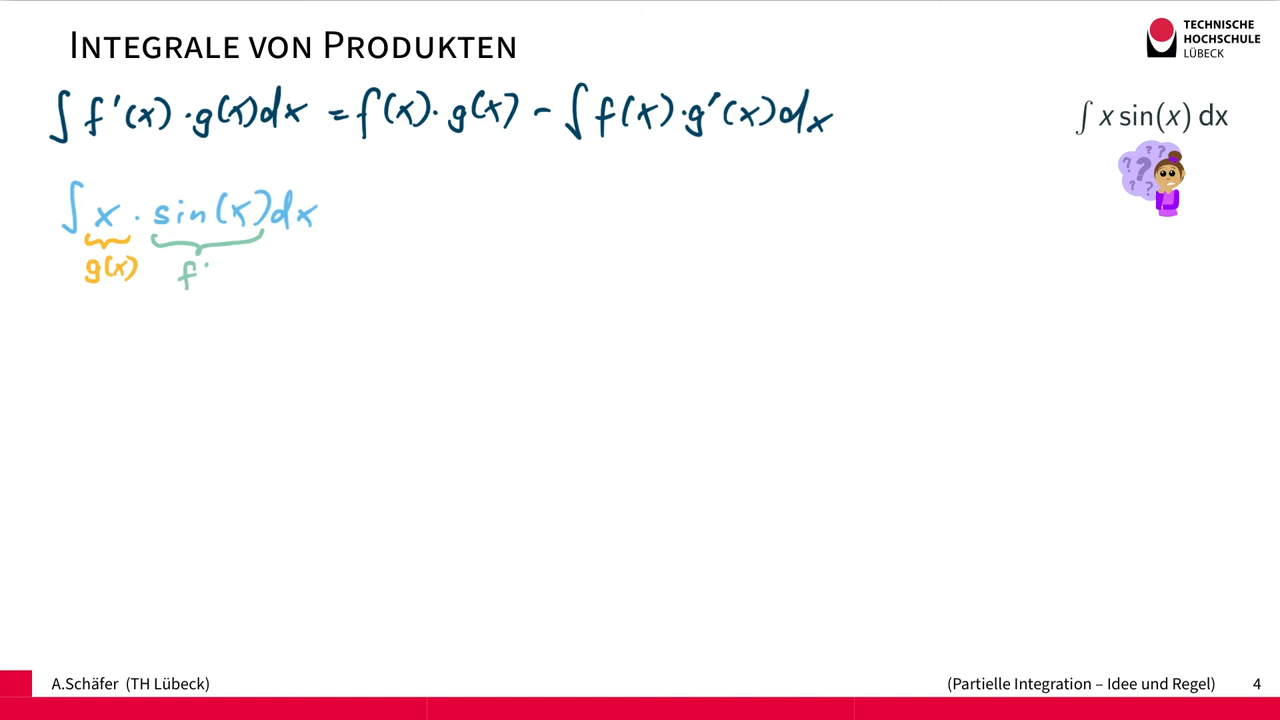 INTEGRALE VON PRODUKTEN
TECHNISCHE
HOCHSCHULE
LÜBECK
∫ f'(x) · g(x)dx = f(x) · g(x) - ∫ f(x) · g'(x)dx
∫ x sin(x) dx
? ? ? ? ?
∫ x · sin(x)dx
g(x) f'
A.Schäfer (TH Lübeck) (Partielle Integration – Idee und Regel) 4